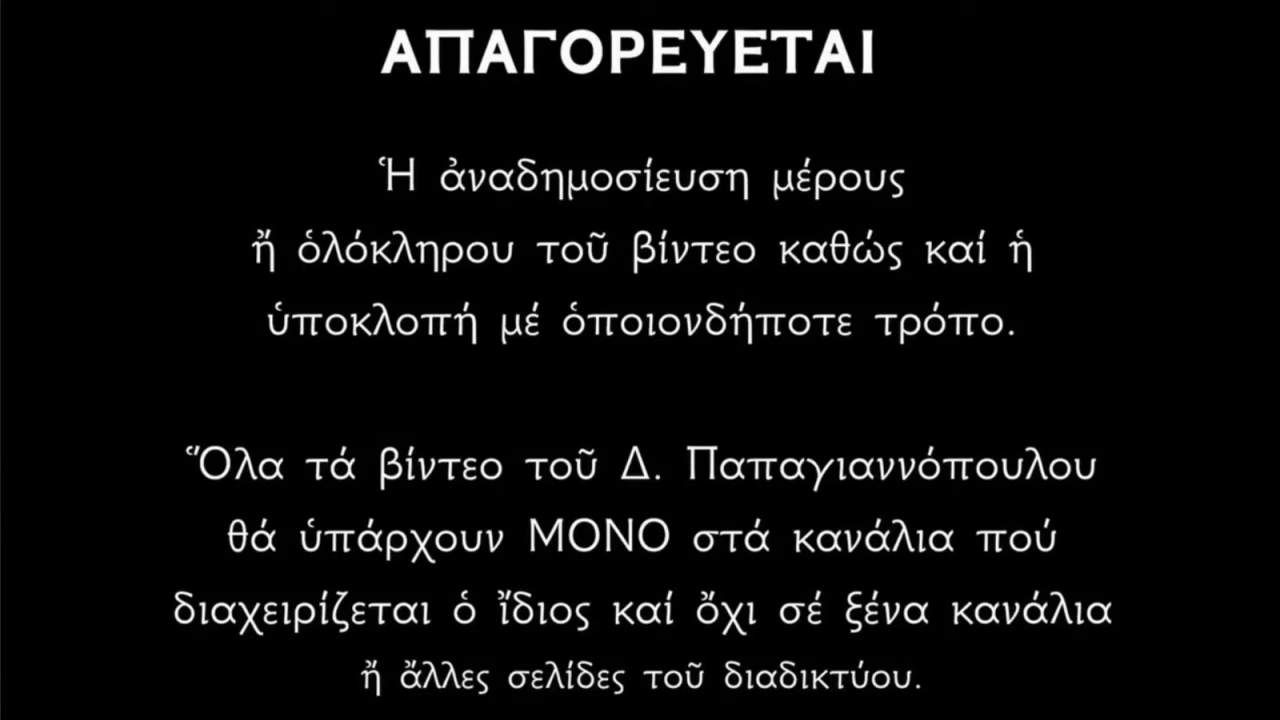 ΑΠΑΓΟΡΕΥΕΤΑΙ
Ἡ ἀναδημοσίευση μέρους
ἤ ὁλόκληρου τοῦ βίντεο καθώς καί ἡ
ὑποκλοπή μέ ὁποιονδήποτε τρόπο.
Ὅλα τά βίντεο τοῦ Δ. Παπαγιαννόπουλου
θά ὑπάρχουν ΜΟΝΟ στά κανάλια πού
διαχειρίζεται ὁ ἴδιος καί ὄχι σέ ξένα κανάλια
ἤ ἄλλες σελίδες τοῦ διαδικτύου.